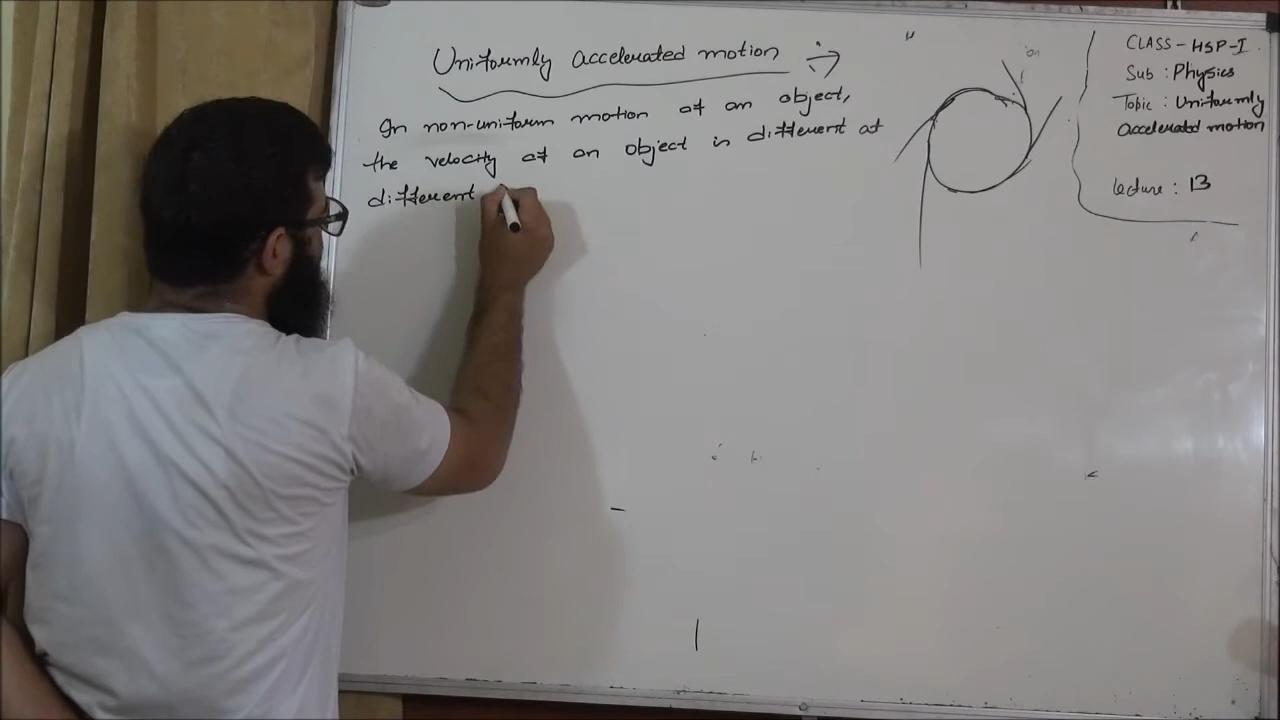 Uniformly accelerated motion ÷→
In non-uniform motion of an object,
the velocity of an object is different at
different
CLASS - HSP-I
Sub : Physics
Topic : Uniformly
accelerated motion
Lecture : 13